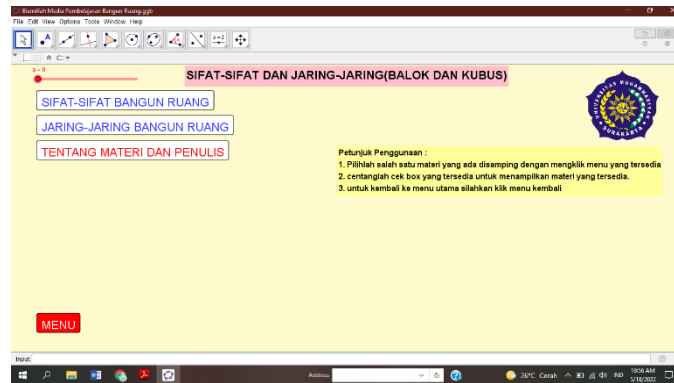 Bismillah Media Pembelajaran Bangun Ruang.ggb
File Edit View Options Tools Window Help
a = 0
SIFAT-SIFAT DAN JARING-JARING(BALOK DAN KUBUS)
SIFAT-SIFAT BANGUN RUANG
JARING-JARING BANGUN RUANG
TENTANG MATERI DAN PENULIS
UNIVERSITAS MUHAMMADIYAH
SURAKARTA
Petunjuk Penggunaan :
1. Pilihlah salah satu materi yang ada disamping dengan mengklik menu yang tersedia
2. centanglah cek box yang tersedia untuk menampilkan materi yang tersedia.
3. untuk kembali ke menu utama silahkan klik menu kembali
MENU
Input:
Address
26°C Cerah
IND
10:36 AM
5/18/2022